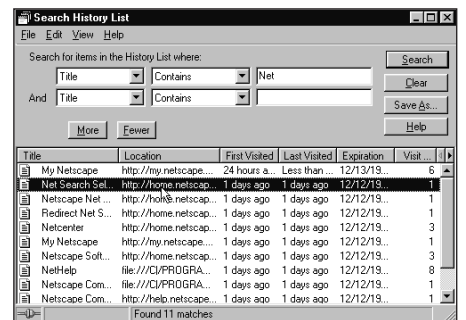 Search History List
File Edit View Help
Search for items in the History List where:
Title Contains Net
And Title Contains
More Fewer
Search
Clear
Save As...
Help
Title Location First Visited Last Visited Expiration Visit ...
My Netscape http://my.netscape.... 24 hours a... Less than ... 12/13/19... 6
Net Search Sel... http://home.netscap... 1 days ago 1 days ago 12/12/19... 1
Netscape Net ... http://home.netscap... 1 days ago 1 days ago 12/12/19... 1
Redirect Net S... http://home.netscap... 1 days ago 1 days ago 12/12/19... 1
Netcenter http://home.netscap... 1 days ago 1 days ago 12/12/19... 3
My Netscape http://my.netscape.... 1 days ago 1 days ago 12/12/19... 1
Netscape Soft... http://home.netscap... 1 days ago 1 days ago 12/12/19... 3
NetHelp file:///C|/PROGRA... 1 days ago 1 days ago 12/12/19... 8
Netscape Com... file:///C|/PROGRA... 1 days ago 1 days ago 12/12/19... 1
Netscape Com... http://help.netscape... 1 days ago 1 days ago 12/12/19... 1
Found 11 matches